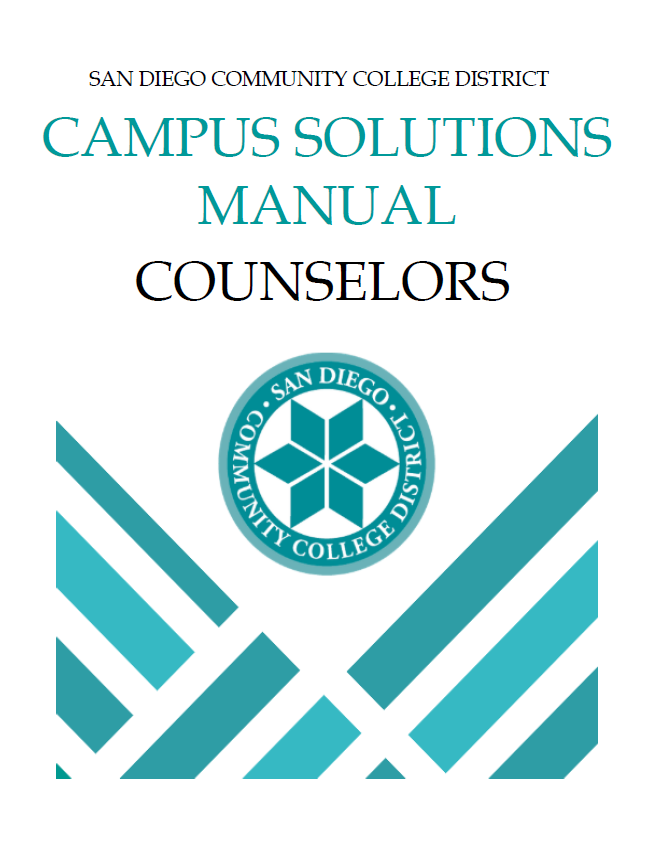 SAN DIEGO COMMUNITY COLLEGE DISTRICT
CAMPUS SOLUTIONS
MANUAL
COUNSELORS
• SAN DIEGO •
COMMUNITY COLLEGE DISTRICT